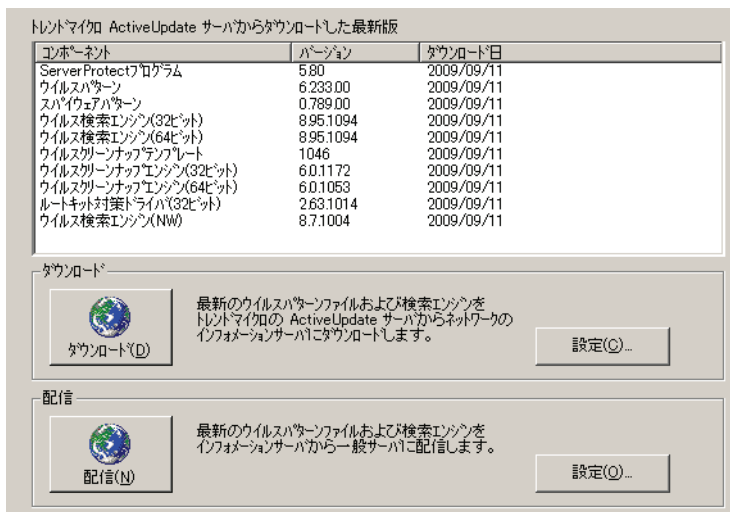 トレンドマイクロ ActiveUpdate サーバからダウンロードした最新版
コンポーネント バージョン ダウンロード日
ServerProtectプログラム 5.80 2009/09/11
ウイルスパターン 6.233.00 2009/09/11
スパイウェアパターン 0.789.00 2009/09/11
ウイルス検索エンジン(32ビット) 8.95.1094 2009/09/11
ウイルス検索エンジン(64ビット) 8.95.1094 2009/09/11
ウイルスクリーンナップテンプレート 1046 2009/09/11
ウイルスクリーンナップエンジン(32ビット) 6.0.1172 2009/09/11
ウイルスクリーンナップエンジン(64ビット) 6.0.1053 2009/09/11
ルートキット対策ドライバ(32ビット) 2.63.1014 2009/09/11
ウイルス検索エンジン(NW) 8.7.1004 2009/09/11
ダウンロード
最新のウイルスパターンファイルおよび検索エンジンを
トレンドマイクロの ActiveUpdate サーバからネットワークの
インフォメーションサーバにダウンロードします。
ダウンロード(D)
設定(C)...
配信
最新のウイルスパターンファイルおよび検索エンジンを
インフォメーションサーバから一般サーバに配信します。
配信(N)
設定(O)...